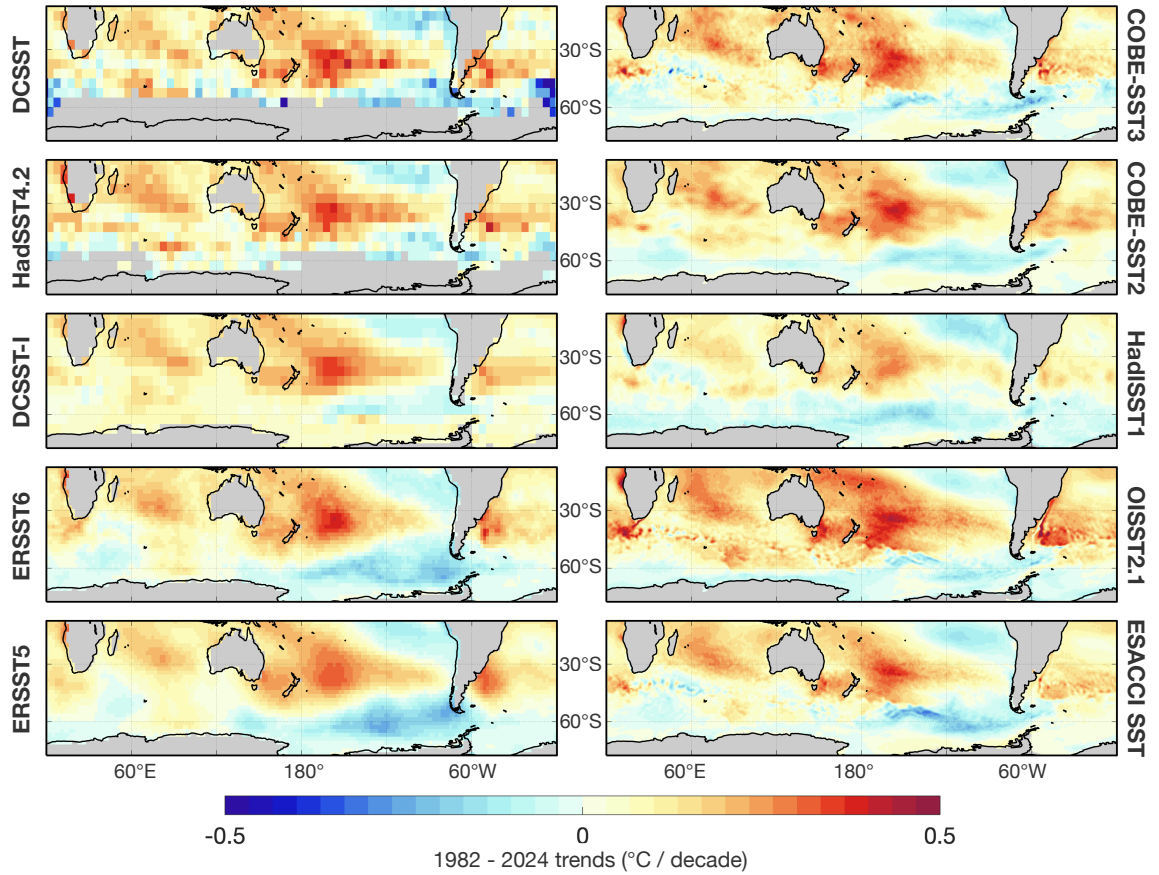 DCSST
30°S
60°S
COBE-SST3
HadSST4.2
30°S
60°S
COBE-SST2
DCSST-I
30°S
60°S
HadISST1
ERSST6
30°S
60°S
OISST2.1
ERSST5
30°S
60°S
ESACCI SST
60°E 180° 60°W
60°E 180° 60°W
-0.5 0 0.5
1982 - 2024 trends (°C / decade)